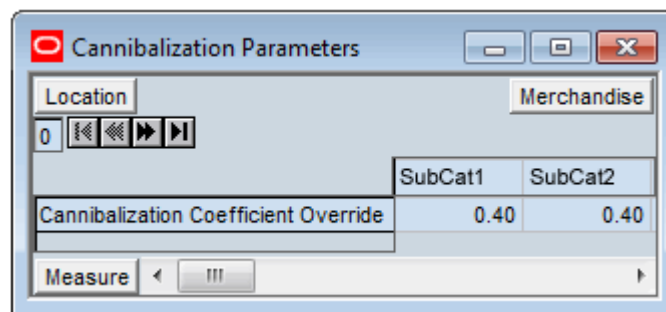 Cannibalization Parameters
Location Merchandise
0
SubCat1 SubCat2
Cannibalization Coefficient Override 0.40 0.40
Measure